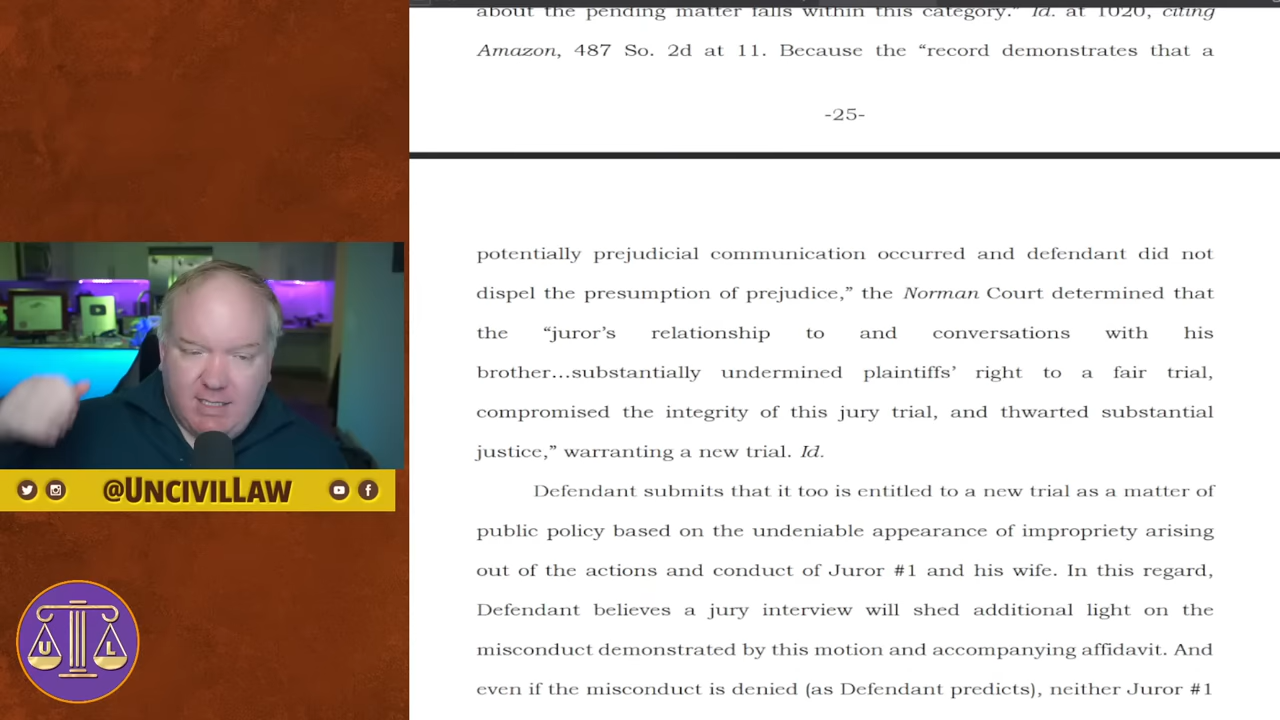 about the pending matter falls within this category.” Id. at 1020, citing
Amazon, 487 So. 2d at 11. Because the “record demonstrates that a
-25-
potentially prejudicial communication occurred and defendant did not
dispel the presumption of prejudice,” the Norman Court determined that
the “juror’s relationship to and conversations with his
brother...substantially undermined plaintiffs’ right to a fair trial,
compromised the integrity of this jury trial, and thwarted substantial
justice,” warranting a new trial. Id.
Defendant submits that it too is entitled to a new trial as a matter of
public policy based on the undeniable appearance of impropriety arising
out of the actions and conduct of Juror #1 and his wife. In this regard,
Defendant believes a jury interview will shed additional light on the
misconduct demonstrated by this motion and accompanying affidavit. And
even if the misconduct is denied (as Defendant predicts), neither Juror #1
@UNCIVILLAW
U L